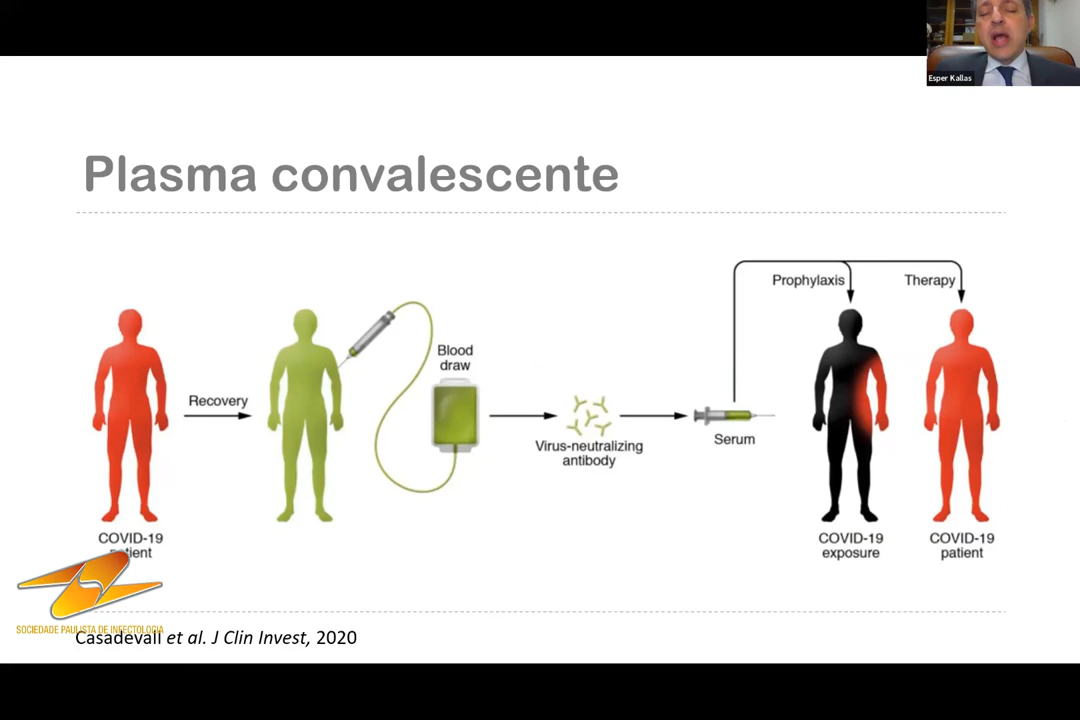 Esper Kallas
Plasma convalescente
Prophylaxis
Therapy
Blood
draw
Recovery
Virus-neutralizing
antibody
Serum
COVID-19
patient
COVID-19
exposure
COVID-19
patient
SOCIEDADE PAULISTA DE INFECTOLOGIA
Casadevall et al. J Clin Invest, 2020